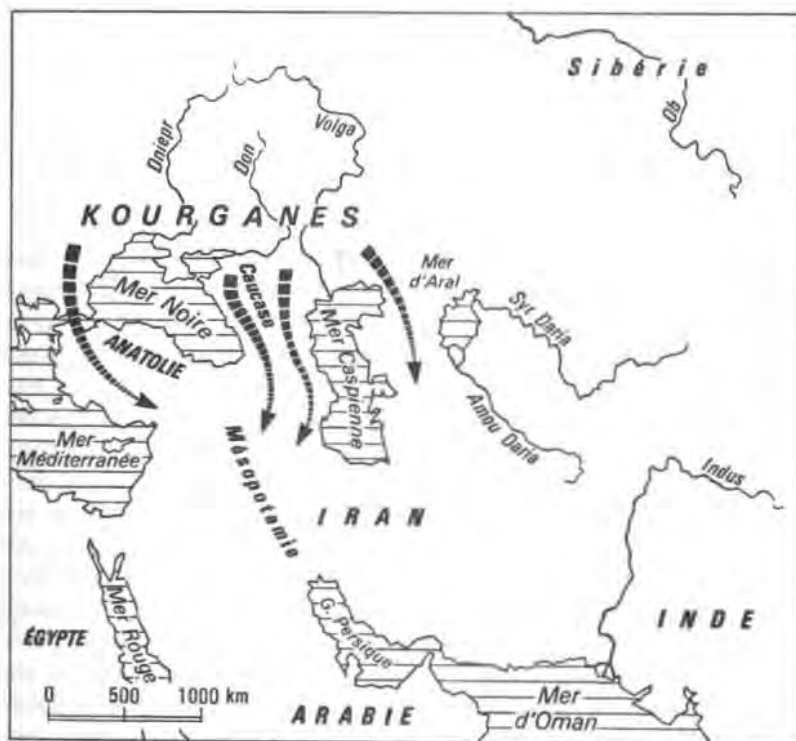 Sibérie
Ob
Dniepr
Don
Volga
KOURGANES
Mer
d'Aral
Syr Daria
Mer Noire
Caucase
Mer Caspienne
ANATOLIE
Amou Daria
Mer
Méditerranée
Mésopotamie
Indus
IRAN
Mer Rouge
G. Persique
INDE
ÉGYPTE
0 500 1000 km
ARABIE
Mer
d'Oman